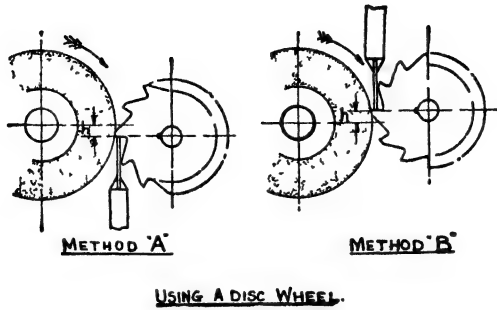 h
h
METHOD "A"
METHOD "B"
USING A DISC WHEEL.